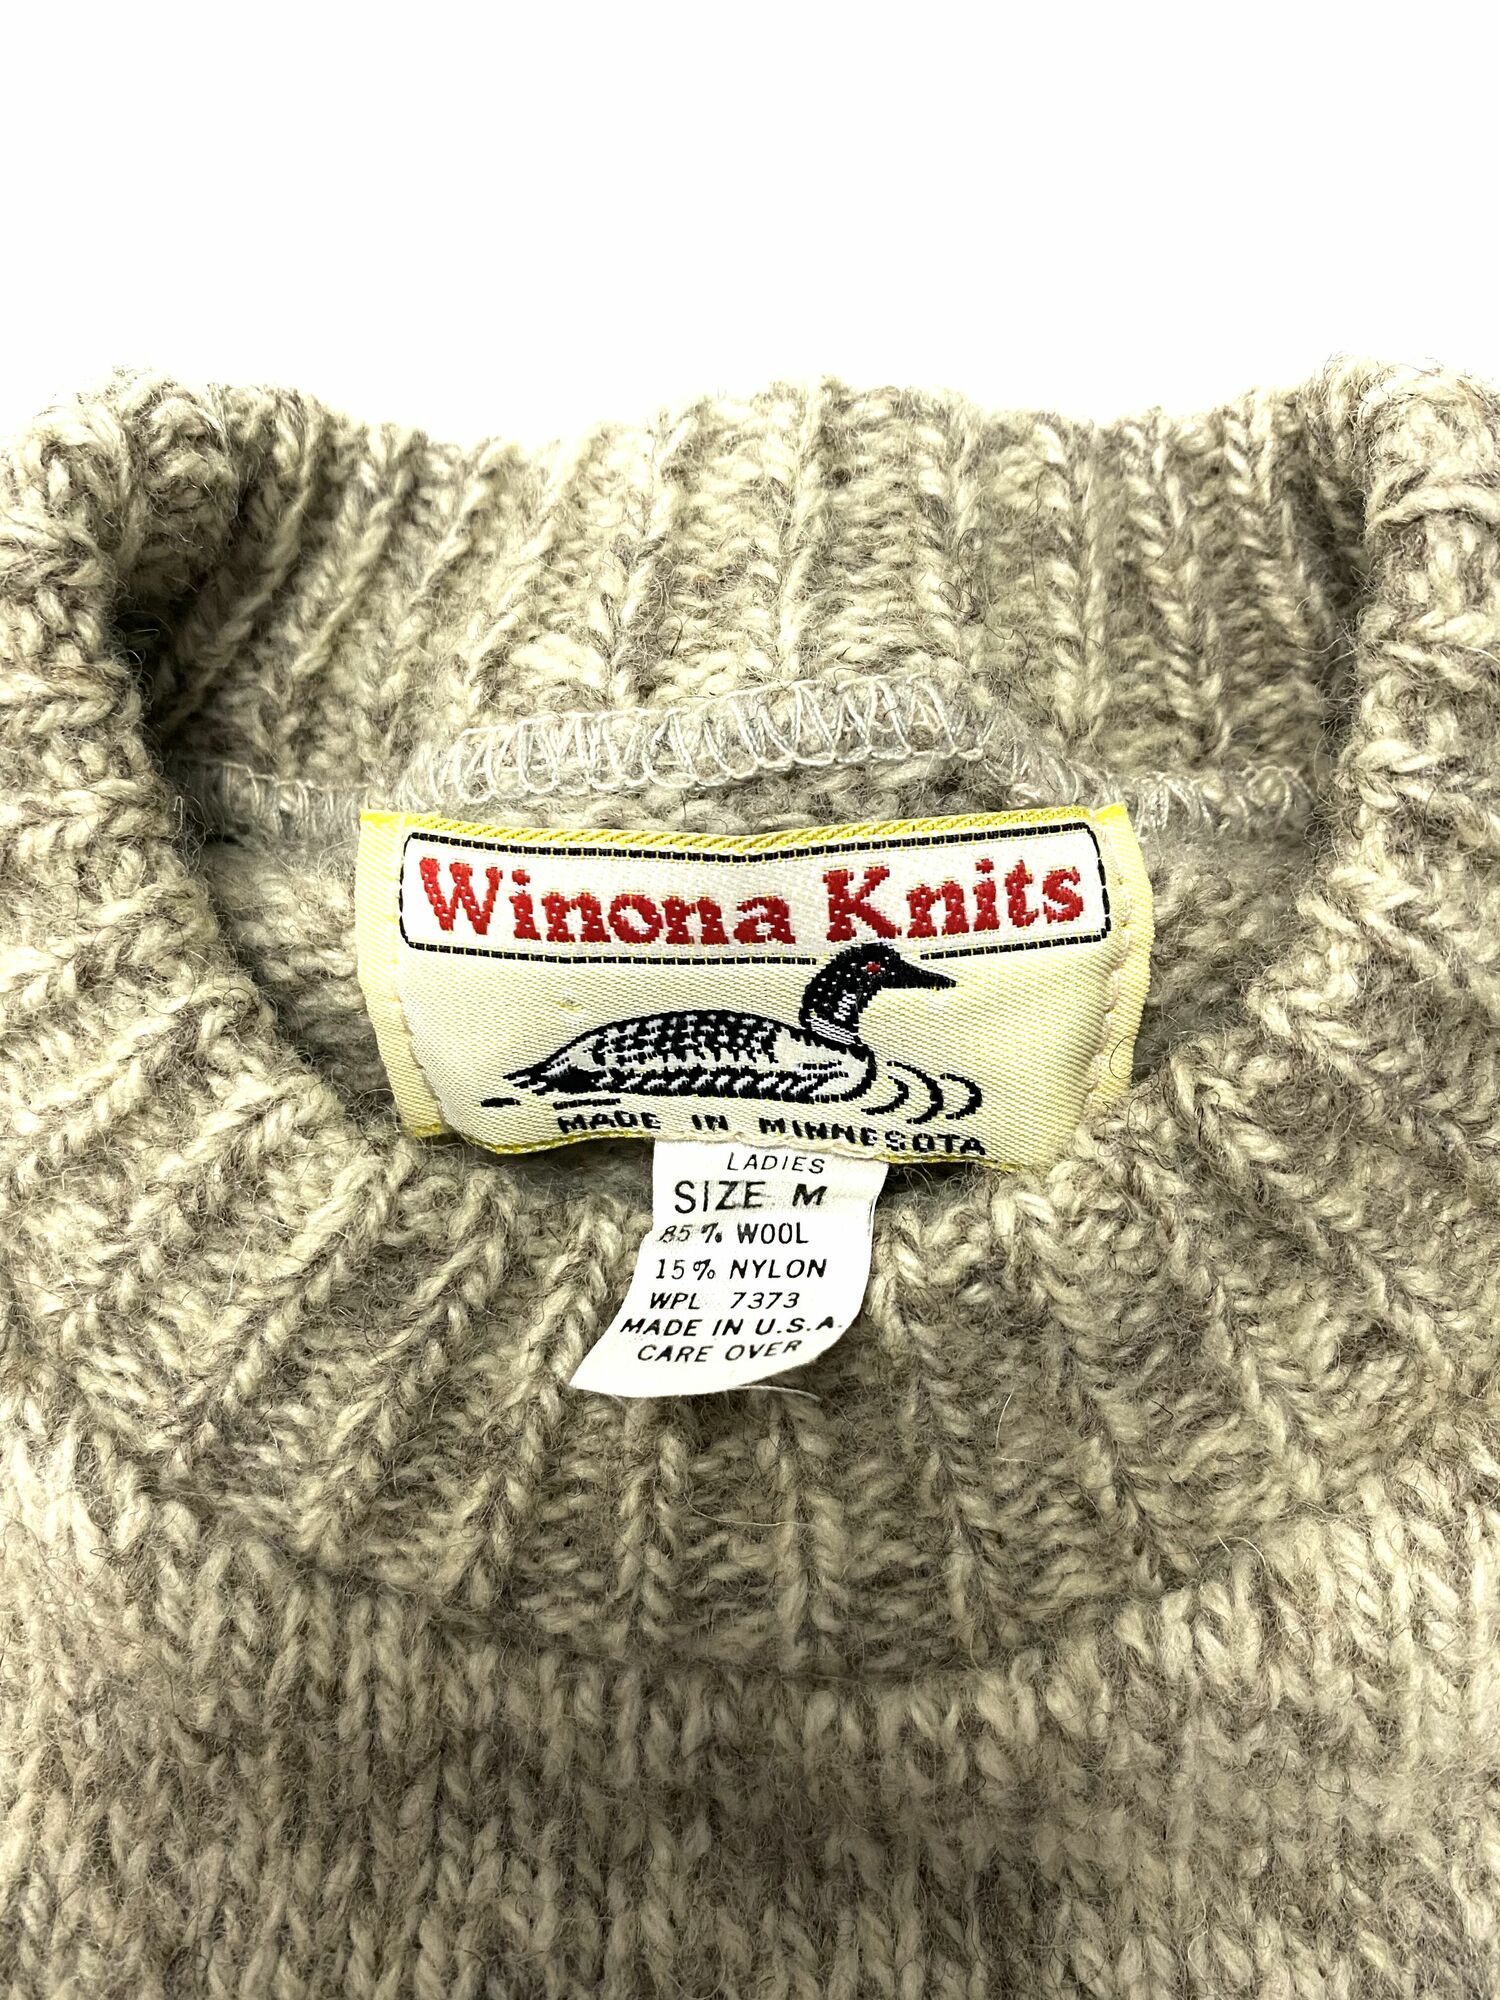 Winona Knits
MADE IN MINNESOTA
LADIES
SIZE M
85% WOOL
15% NYLON
WPL 7373
MADE IN U.S.A.
CARE OVER